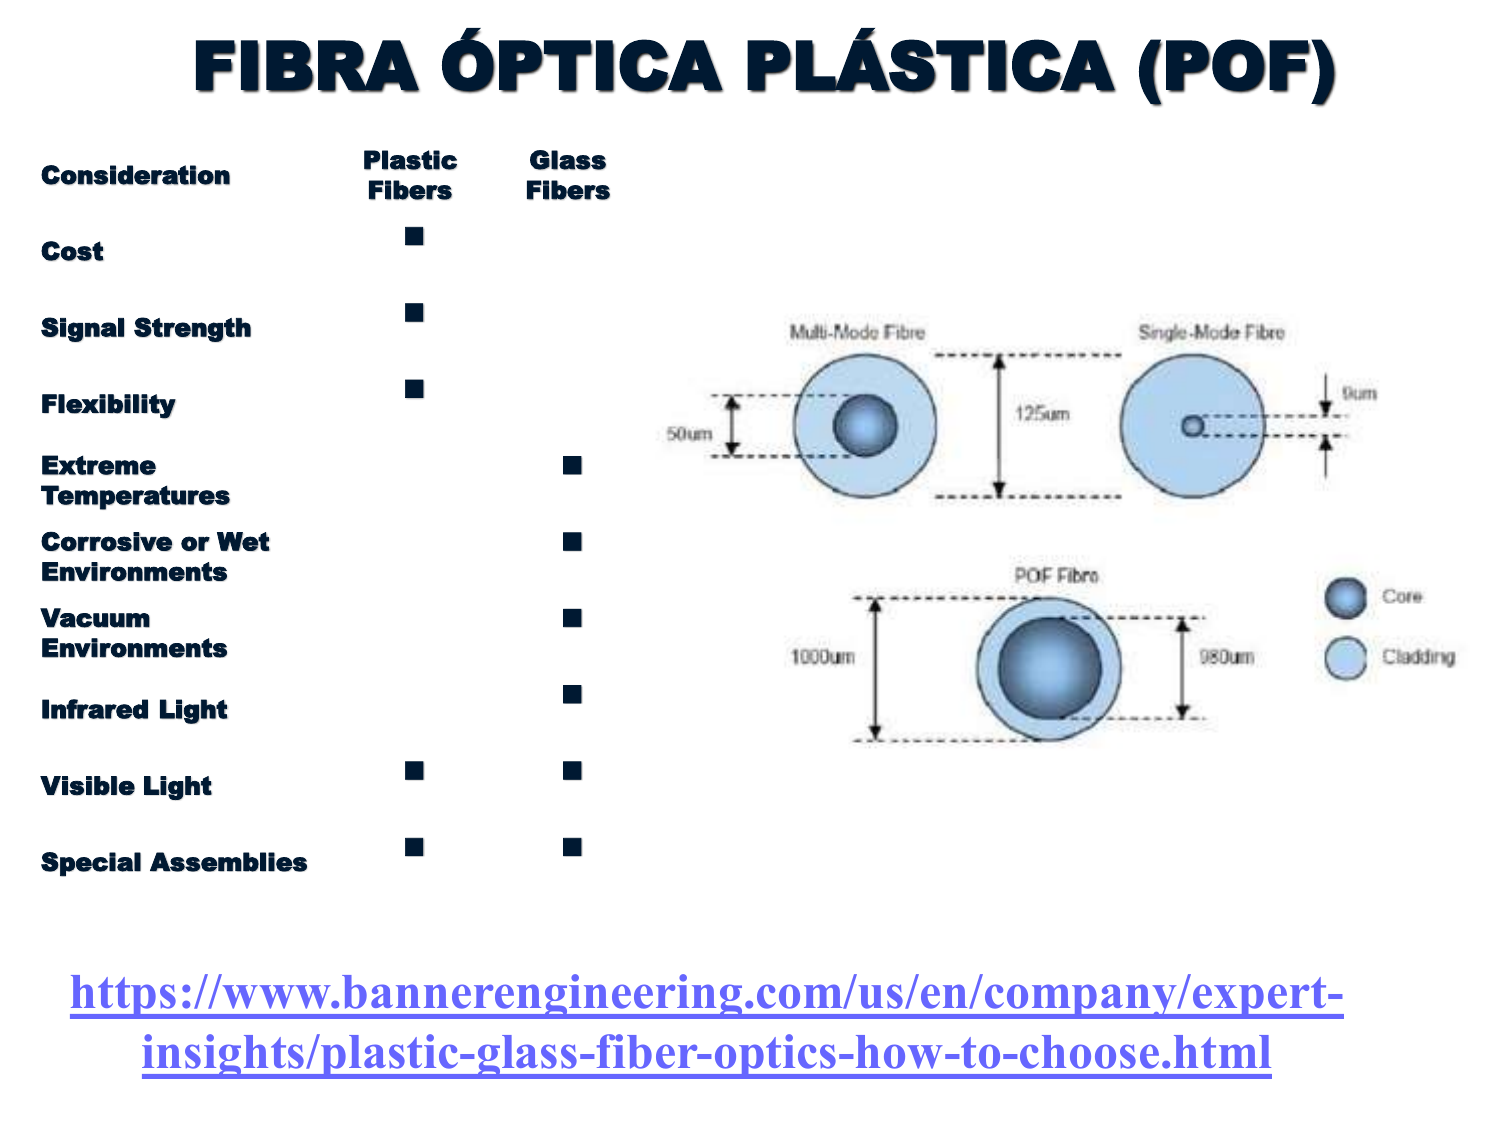 FIBRA ÓPTICA PLÁSTICA (POF)
Consideration
Plastic
Fibers
Glass
Fibers
Cost
■
Signal Strength
■
Flexibility
■
Extreme
Temperatures
■
Corrosive or Wet
Environments
■
Vacuum
Environments
■
Infrared Light
■
Visible Light
■ ■
Special Assemblies
■ ■
Multi-Mode Fibre
Single-Mode Fibre
50um
125um
9um
POF Fibre
1000um
980um
Core
Cladding
https://www.bannerengineering.com/us/en/company/expert-
insights/plastic-glass-fiber-optics-how-to-choose.html